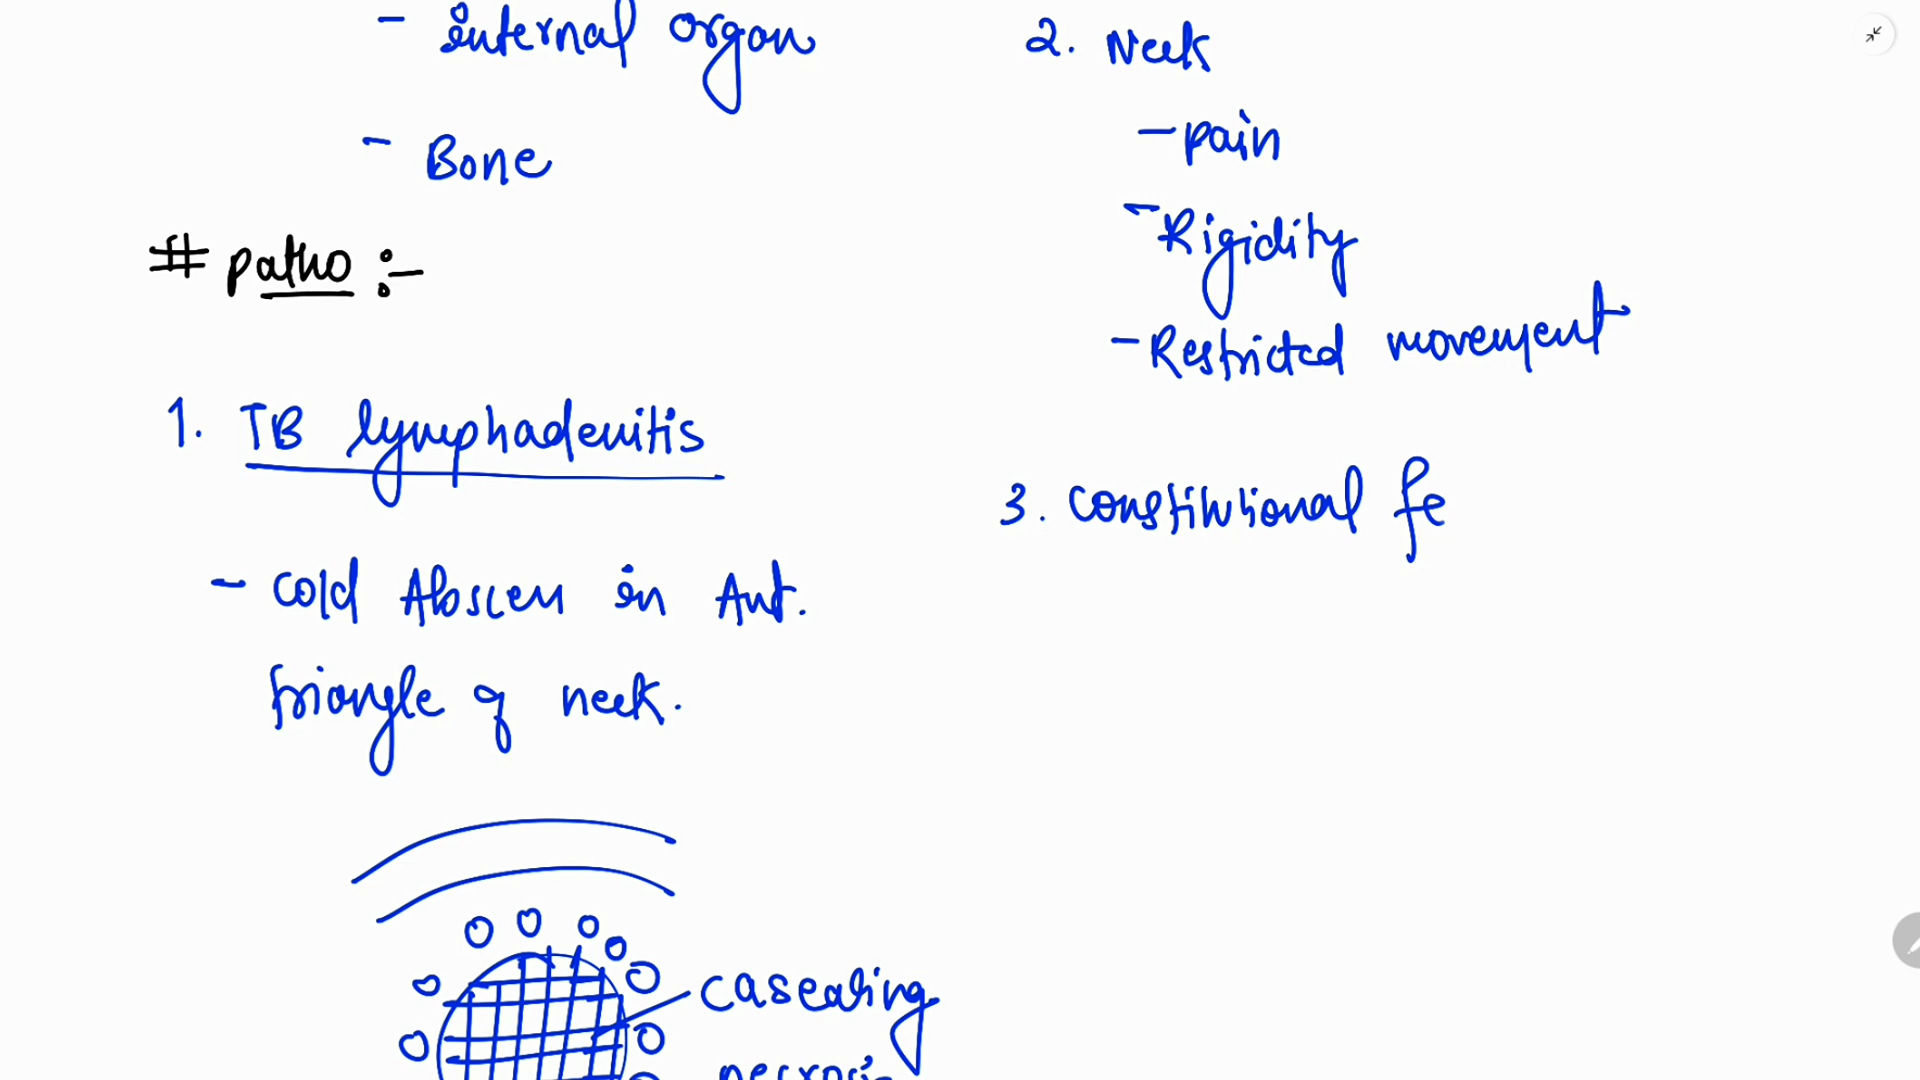 - internal organ
- Bone
# patho :-
1. TB lymphadenitis
- cold Abscess in Ant.
triangle of neck.
caseating
necrosi
2. Neck
- pain
- Rigidity
- Restricted movement
3. constitutional fe